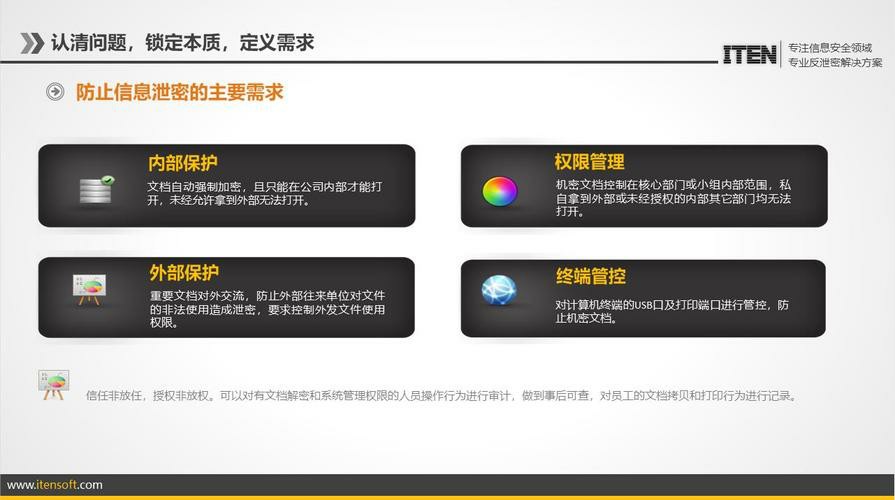 认清问题，锁定本质，定义需求
ITEN
专注信息安全领域
专业反泄密解决方案
防止信息泄密的主要需求
内部保护
文档自动强制加密，且只能在公司内部才能打
开，未经允许拿到外部无法打开。
权限管理
机密文档控制在核心部门或小组内部范围，私
自拿到外部或未经授权的内部其它部门均无法
打开。
外部保护
重要文档对外交流，防止外部往来单位对文件
的非法使用造成泄密，要求控制外发文件使用
权限。
终端管控
对计算机终端的USB口及打印端口进行管控，防
止机密文档。
信任非放任，授权非放权。可以对有文档解密和系统管理权限的人员操作行为进行审计，做到事后可查，对员工的文档拷贝和打印行为进行记录。
www.itensoft.com